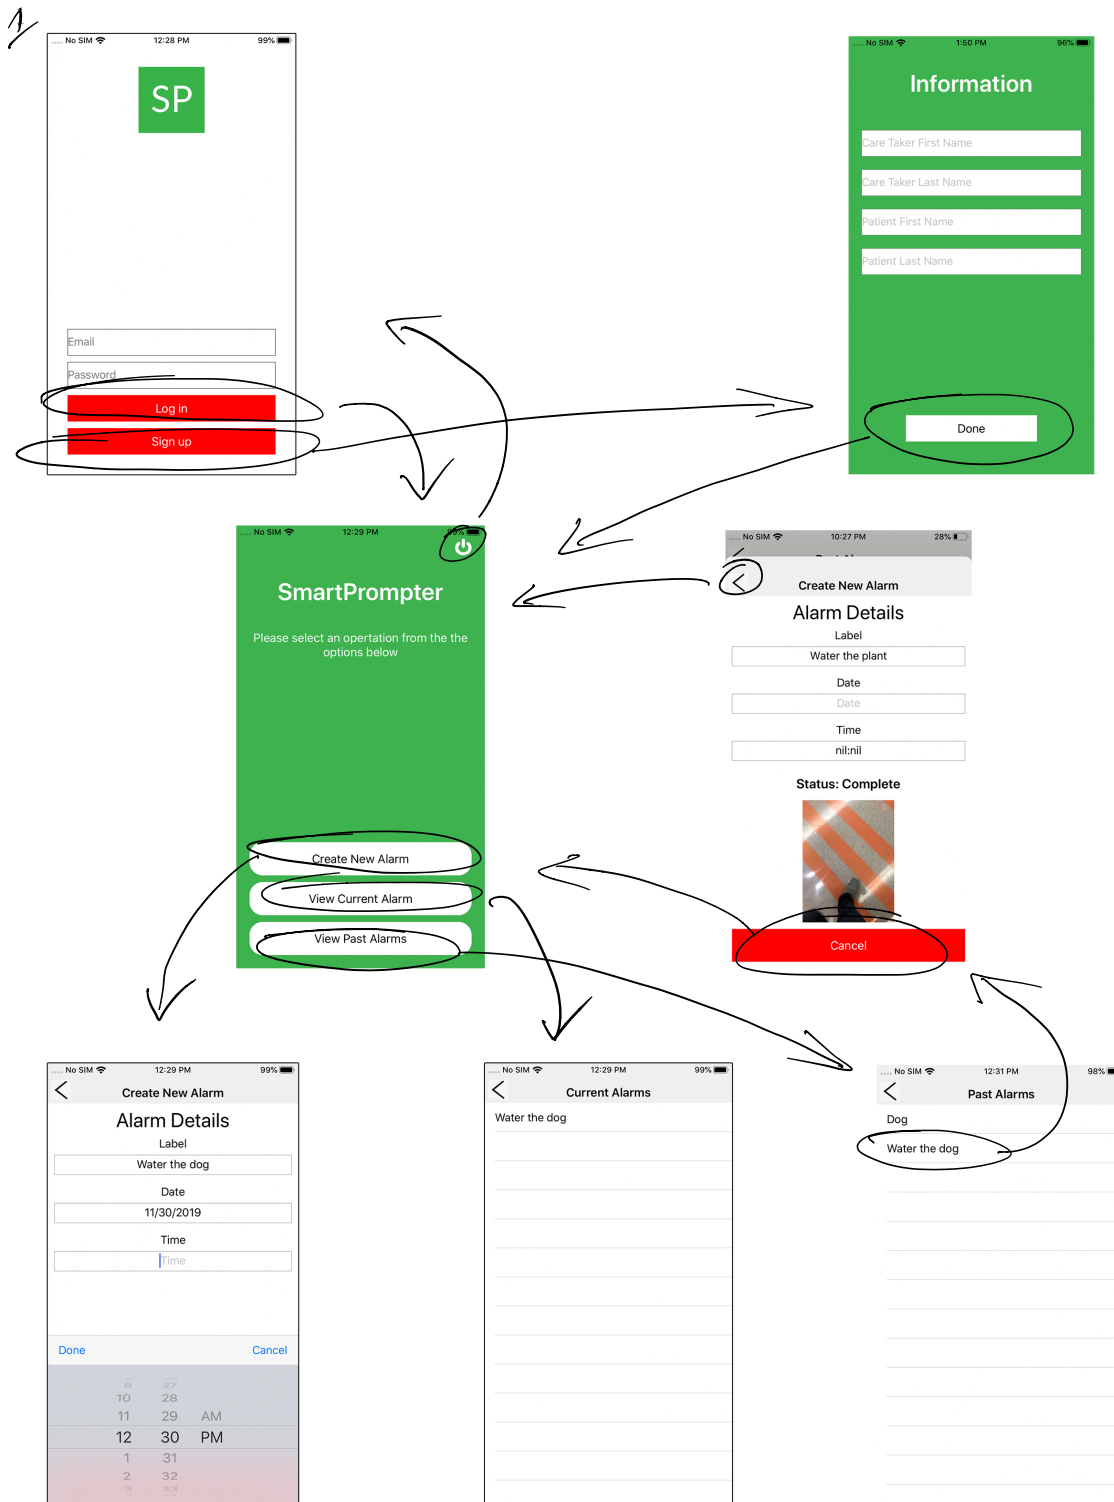 1
No SIM 12:28 PM 99%
SP
Email
Password
Log in
Sign up
No SIM 1:50 PM 96%
Information
Care Taker First Name
Care Taker Last Name
Patient First Name
Patient Last Name
Done
No SIM 12:29 PM 99%
SmartPrompter
Please select an opertation from the the
options below
Create New Alarm
View Current Alarm
View Past Alarms
No SIM 10:27 PM 28%
Create New Alarm
Alarm Details
Label
Water the plant
Date
Date
Time
nil:nil
Status: Complete
Cancel
No SIM 12:29 PM 99%
Create New Alarm
Alarm Details
Label
Water the dog
Date
11/30/2019
Time
Time
Done Cancel
9 27
10 28
11 29 AM
12 30 PM
1 31
2 32
3 33
No SIM 12:29 PM 99%
Current Alarms
Water the dog
No SIM 12:31 PM 98%
Past Alarms
Dog
Water the dog